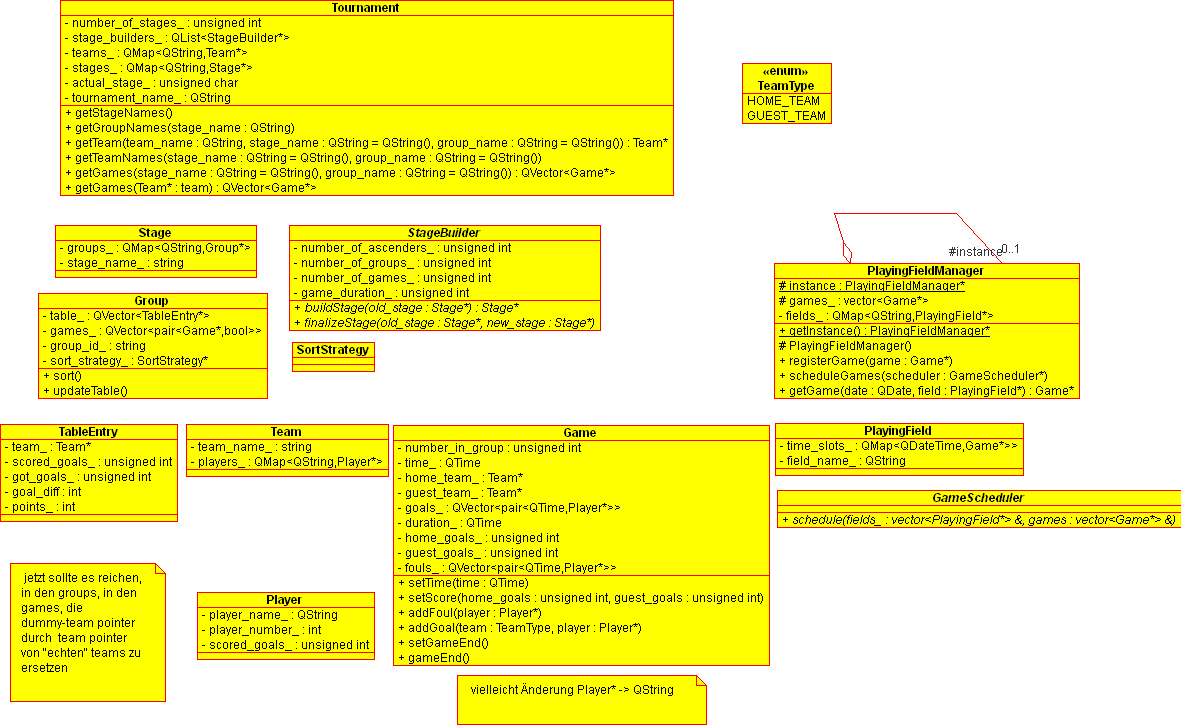 Tournament
- number_of_stages_ : unsigned int
- stage_builders_ : QList<StageBuilder*>
- teams_ : QMap<QString,Team*>
- stages_ : QMap<QString,Stage*>
- actual_stage_ : unsigned char
- tournament_name_ : QString
+ getStageNames()
+ getGroupNames(stage_name : QString)
+ getTeam(team_name : QString, stage_name : QString = QString(), group_name : QString = QString()) : Team*
+ getTeamNames(stage_name : QString = QString(), group_name : QString = QString())
+ getGames(stage_name : QString = QString(), group_name : QString = QString()) : QVector<Game*>
+ getGames(Team* : team) : QVector<Game*>
«enum»
TeamType
HOME_TEAM
GUEST_TEAM
Stage
- groups_ : QMap<QString,Group*>
- stage_name_ : string
StageBuilder
- number_of_ascenders_ : unsigned int
- number_of_groups_ : unsigned int
- number_of_games_ : unsigned int
- game_duration_ : unsigned int
+ buildStage(old_stage : Stage*) : Stage*
+ finalizeStage(old_stage : Stage*, new_stage : Stage*)
#instance 0..1
PlayingFieldManager
# instance : PlayingFieldManager*
# games_ : vector<Game*>
- fields_ : QMap<QString,PlayingField*>
+ getInstance() : PlayingFieldManager*
# PlayingFieldManager()
+ registerGame(game : Game*)
+ scheduleGames(scheduler : GameScheduler*)
+ getGame(date : QDate, field : PlayingField*) : Game*
Group
- table_ : QVector<TableEntry*>
- games_ : QVector<pair<Game*,bool>>
- group_id_ : string
- sort_strategy_ : SortStrategy*
+ sort()
+ updateTable()
SortStrategy
TableEntry
- team_ : Team*
- scored_goals_ : unsigned int
- got_goals_ : unsigned int
- goal_diff : int
- points_ : int
Team
- team_name_ : string
- players_ : QMap<QString,Player*>
Game
- number_in_group : unsigned int
- time_ : QTime
- home_team_ : Team*
- guest_team_ : Team*
- goals_ : QVector<pair<QTime,Player*>>
- duration_ : QTime
- home_goals_ : unsigned int
- guest_goals_ : unsigned int
- fouls_ : QVector<pair<QTime,Player*>>
+ setTime(time : QTime)
+ setScore(home_goals : unsigned int, guest_goals : unsigned int)
+ addFoul(player : Player*)
+ addGoal(team : TeamType, player : Player*)
+ setGameEnd()
+ gameEnd()
PlayingField
- time_slots_ : QMap<QDateTime,Game*>>
- field_name_ : QString
GameScheduler
+ schedule(fields_ : vector<PlayingField*> &, games : vector<Game*> &)
jetzt sollte es reichen,
in den groups, in den
games, die
dummy-team pointer
durch team pointer
von "echten" teams zu
ersetzen
Player
- player_name_ : QString
- player_number_ : int
- scored_goals_ : unsigned int
vielleicht Änderung Player* -> QString